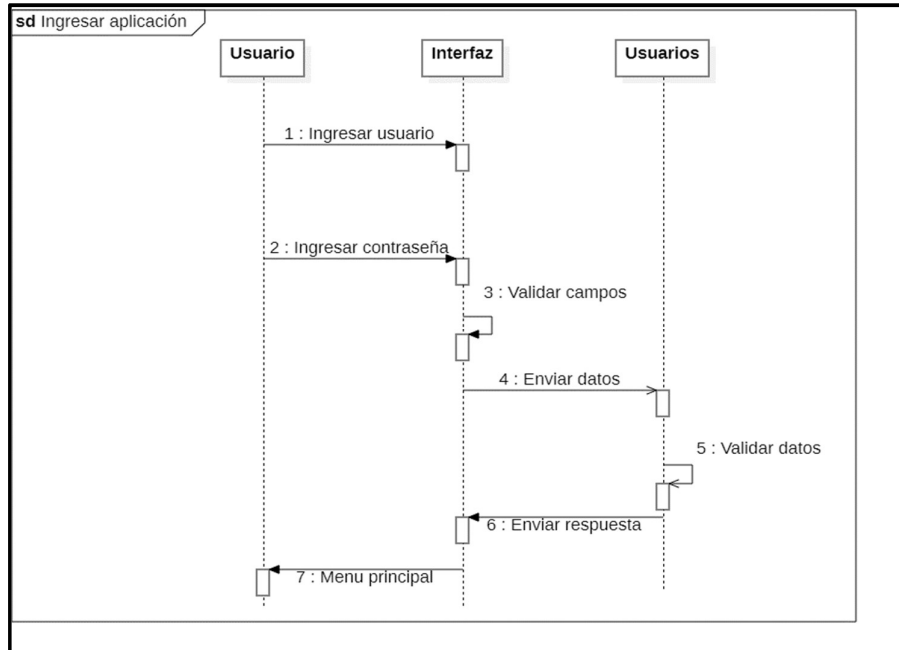 sd Ingresar aplicación
Usuario
Interfaz
Usuarios
1 : Ingresar usuario
2 : Ingresar contraseña
3 : Validar campos
4 : Enviar datos
5 : Validar datos
6 : Enviar respuesta
7 : Menu principal